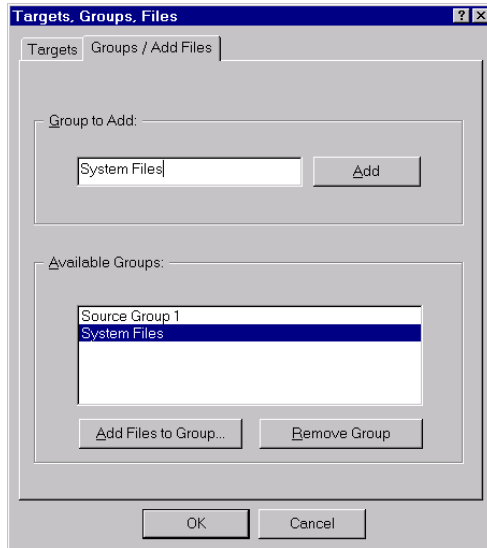 Targets, Groups, Files
Targets
Groups / Add Files
Group to Add:
System Files
Add
Available Groups:
Source Group 1
System Files
Add Files to Group...
Remove Group
OK
Cancel